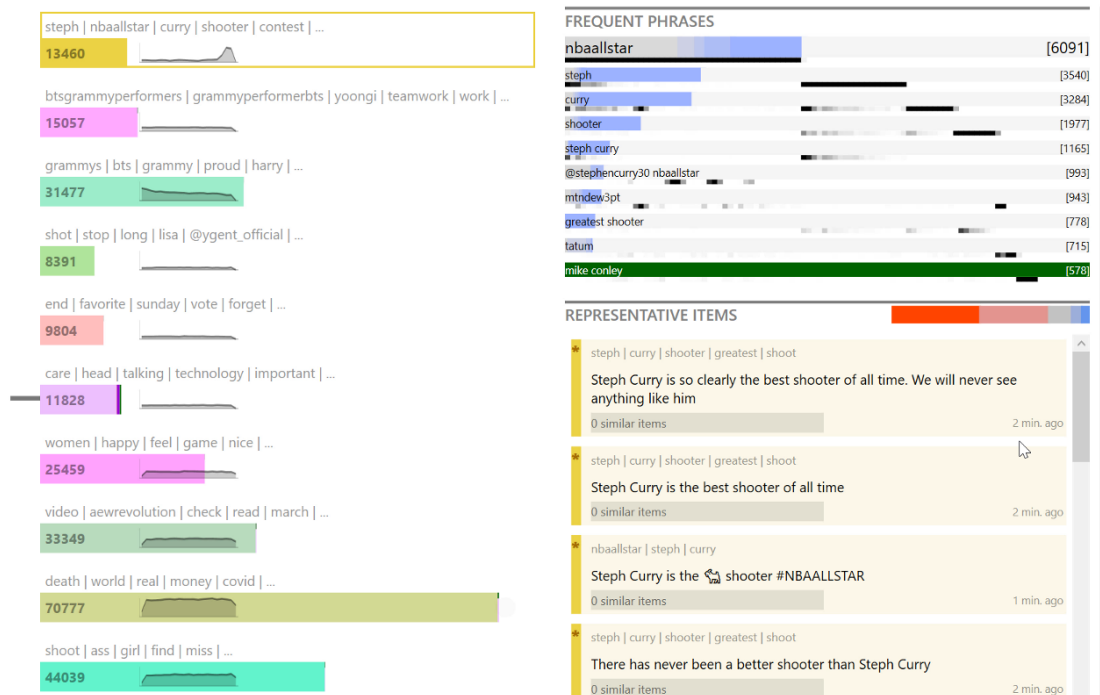 steph | nbaallstar | curry | shooter | contest | ...
13460
btsgrammyperformers | grammyperformerbts | yoongi | teamwork | work | ...
15057
grammys | bts | grammy | proud | harry | ...
31477
shot | stop | long | lisa | @ygent_official | ...
8391
end | favorite | sunday | vote | forget | ...
9804
care | head | talking | technology | important | ...
11828
women | happy | feel | game | nice | ...
25459
video | aewrevolution | check | read | march | ...
33349
death | world | real | money | covid | ...
70777
shoot | ass | girl | find | miss | ...
44039
FREQUENT PHRASES
nbaallstar [6091]
steph [3540]
curry [3284]
shooter [1977]
steph curry [1165]
@stephencurry30 nbaallstar [993]
mtndew3pt [943]
greatest shooter [778]
tatum [715]
mike conley [578]
REPRESENTATIVE ITEMS
steph | curry | shooter | greatest | shoot
Steph Curry is so clearly the best shooter of all time. We will never see
anything like him
0 similar items 2 min. ago
steph | curry | shooter | greatest | shoot
Steph Curry is the best shooter of all time
0 similar items 2 min. ago
nbaallstar | steph | curry
Steph Curry is the 🐐 shooter #NBAALLSTAR
0 similar items 1 min. ago
steph | curry | shooter | greatest | shoot
There has never been a better shooter than Steph Curry
0 similar items 2 min. ago